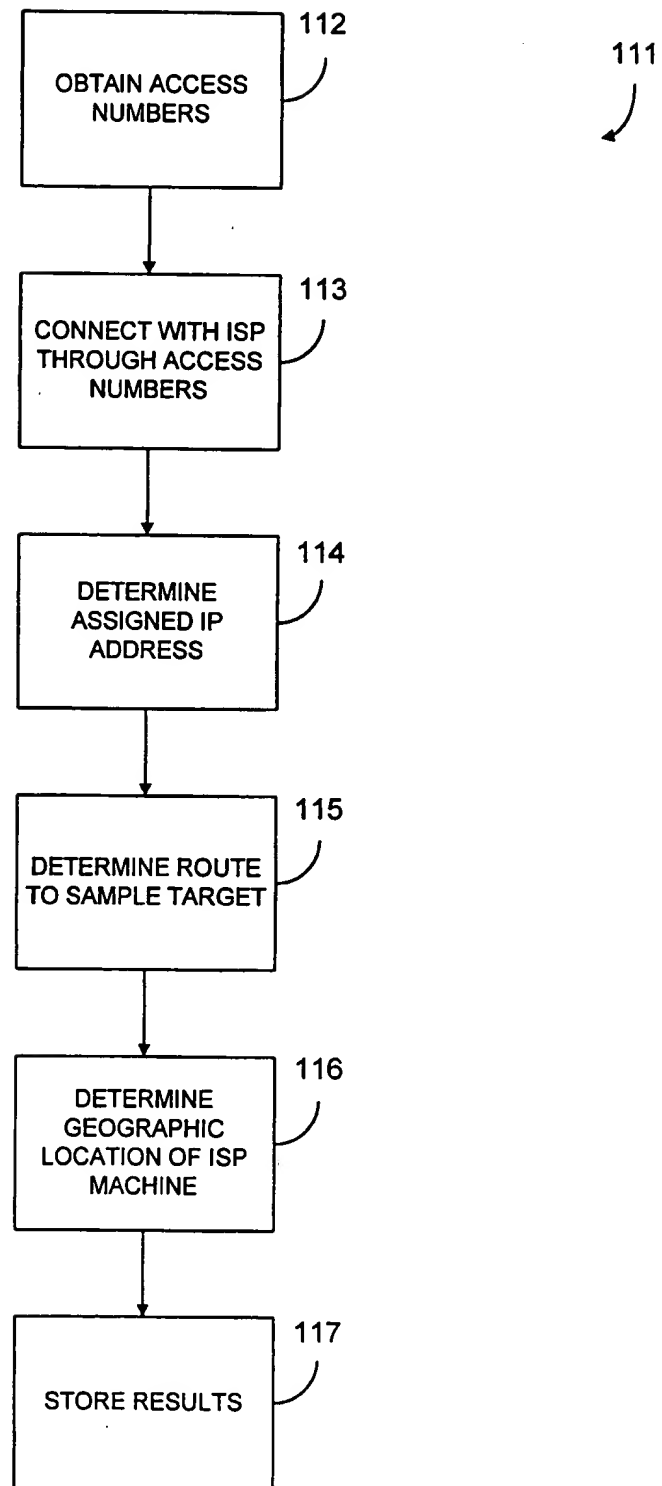 112
111
OBTAIN ACCESS
NUMBERS
113
CONNECT WITH ISP
THROUGH ACCESS
NUMBERS
114
DETERMINE
ASSIGNED IP
ADDRESS
115
DETERMINE ROUTE
TO SAMPLE TARGET
116
DETERMINE
GEOGRAPHIC
LOCATION OF ISP
MACHINE
117
STORE RESULTS